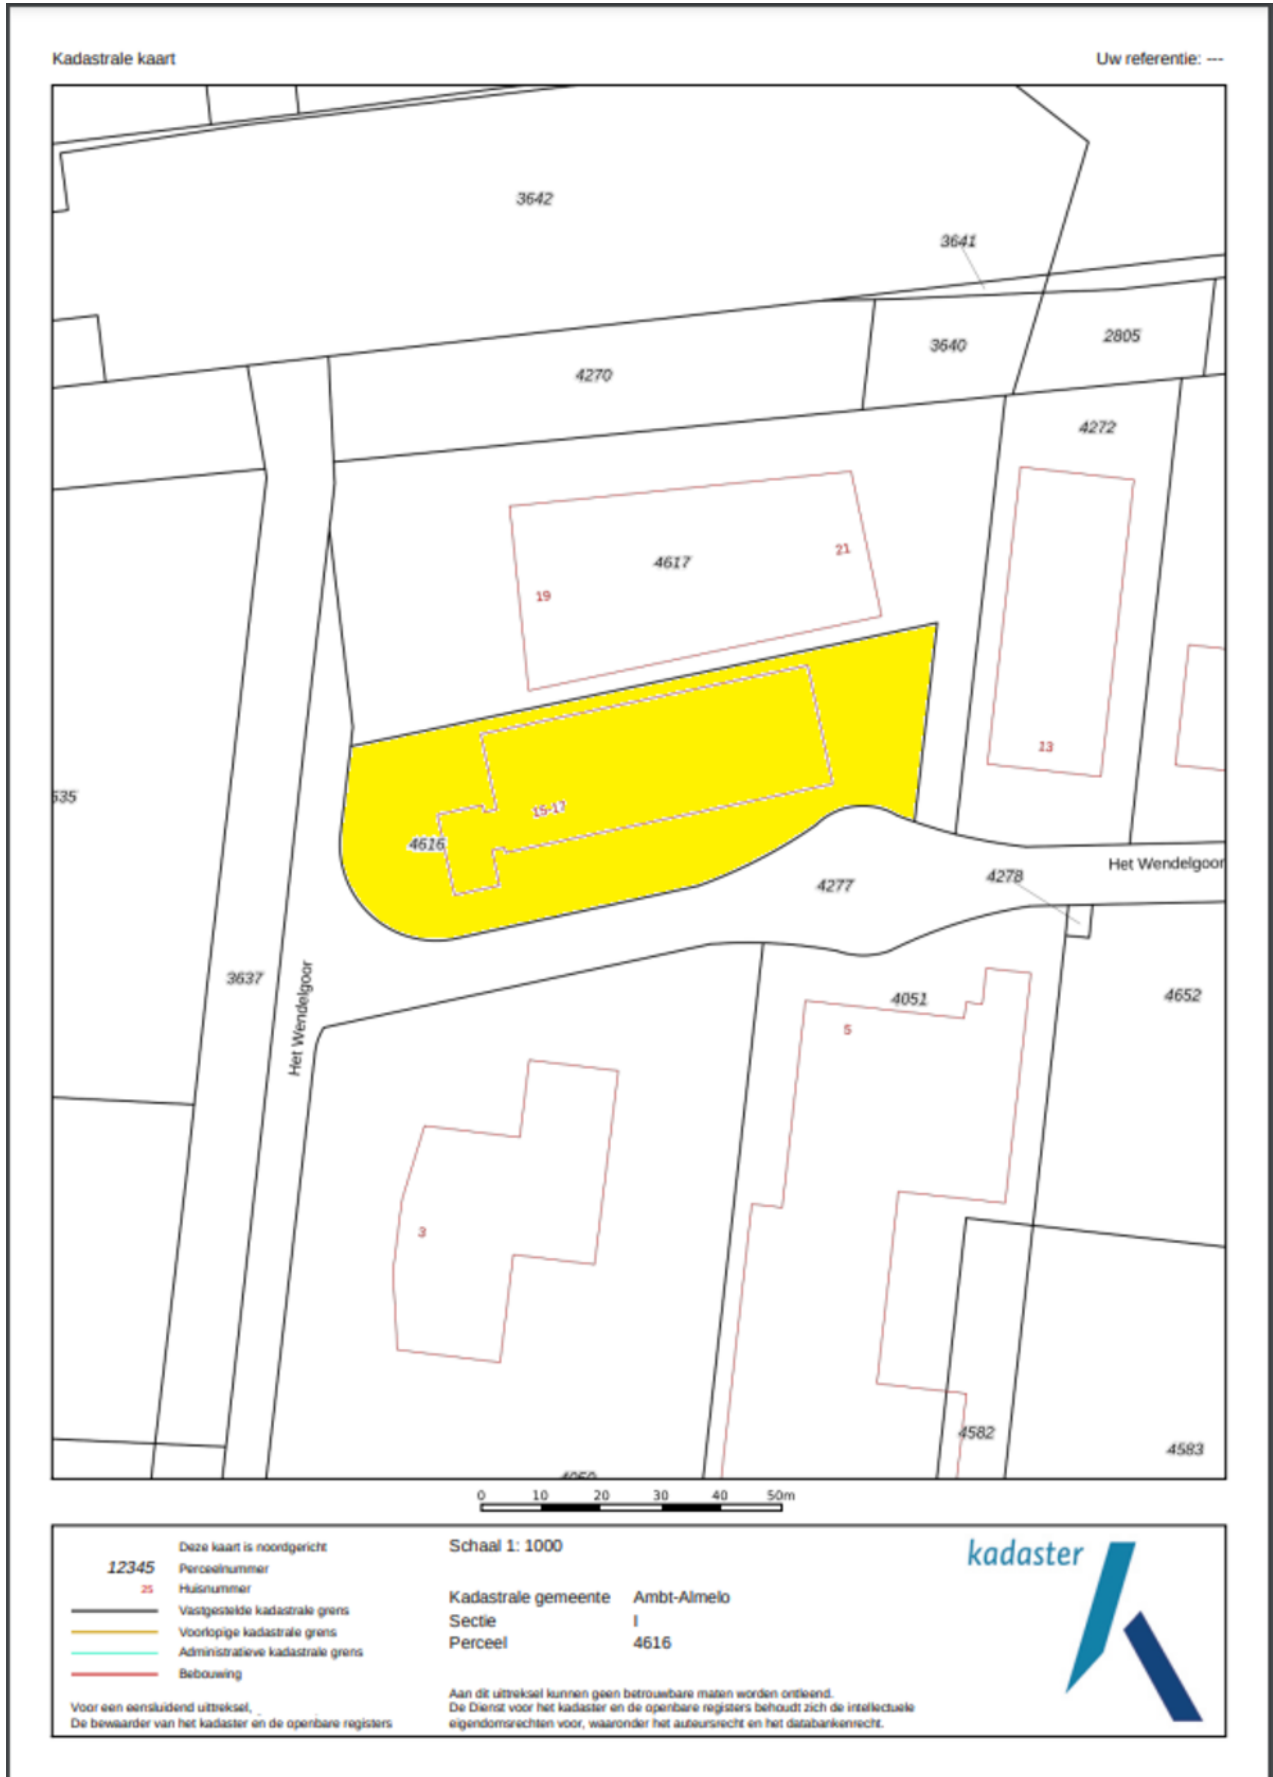 Kadastrale kaart
Uw referentie: ---
3642
3641
3640
2805
4270
4272
4617
21
19
13
635
15-17
4616
Het Wendelgoor
4278
4277
3637
Het Wendelgoor
4051
4652
5
3
4582
4583
4050
0 10 20 30 40 50m
Deze kaart is noordgericht
12345 Perceelnummer
25 Huisnummer
Vastgestelde kadastrale grens
Voorlopige kadastrale grens
Administratieve kadastrale grens
Bebouwing
Voor een eensluidend uittreksel,
De bewaarder van het kadaster en de openbare registers
Schaal 1: 1000
Kadastrale gemeente Ambt-Almelo
Sectie I
Perceel 4616
Aan dit uittreksel kunnen geen betrouwbare maten worden ontleend.
De Dienst voor het kadaster en de openbare registers behoudt zich de intellectuele
eigendomsrechten voor, waaronder het auteursrecht en het databankenrecht.
kadaster